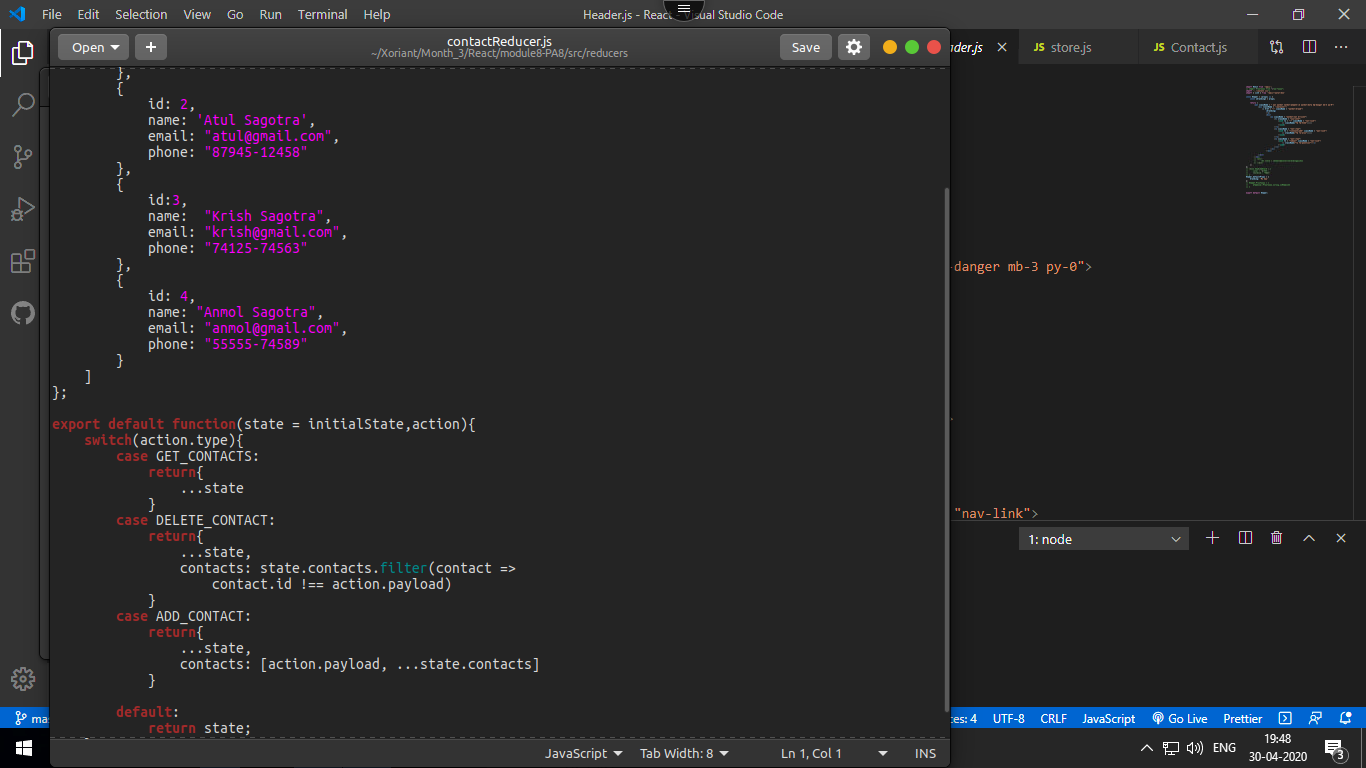 File Edit Selection View Go Run Terminal Help
Header.js - React - Visual Studio Code
Open
contactReducer.js
~/Xoriant/Month_3/React/module8-PA8/src/reducers
Save
der.js
JS store.js
JS Contact.js
},
{
id: 2,
name: 'Atul Sagotra',
email: "atul@gmail.com",
phone: "87945-12458"
},
{
id:3,
name:  "Krish Sagotra",
email: "krish@gmail.com",
phone: "74125-74563"
},
{
id: 4,
name: "Anmol Sagotra",
email: "anmol@gmail.com",
phone: "55555-74589"
}
]
};
export default function(state = initialState,action){
switch(action.type){
case GET_CONTACTS:
return{
...state
}
case DELETE_CONTACT:
return{
...state,
contacts: state.contacts.filter(contact =>
contact.id !== action.payload)
}
case ADD_CONTACT:
return{
...state,
contacts: [action.payload, ...state.contacts]
}
default:
return state;
-danger mb-3 py-0">
"nav-link">
1: node
JavaScript
Tab Width: 8
Ln 1, Col 1
INS
mas
ces: 4
UTF-8
CRLF
JavaScript
Go Live
Prettier
ENG
19:48
30-04-2020
3